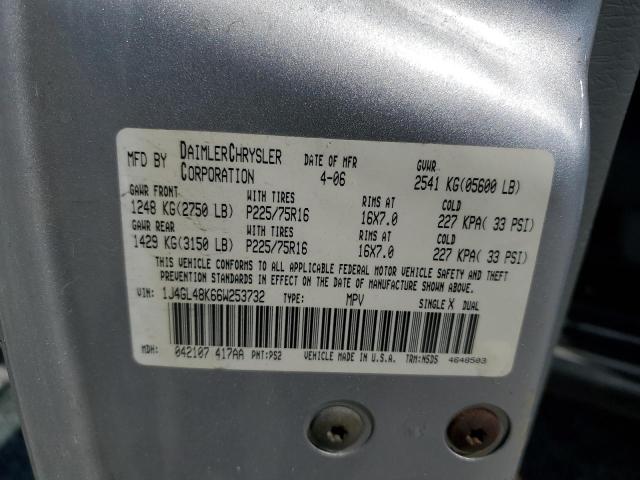 MFD BY DAIMLERCHRYSLER CORPORATION DATE OF MFR 4-06 GVWR 2541 KG(05600 LB)
GAWR FRONT WITH TIRES RIMS AT COLD
1248 KG(2750 LB) P225/75R16 16X7.0 227 KPA( 33 PSI)
GAWR REAR WITH TIRES RIMS AT COLD
1429 KG(3150 LB) P225/75R16 16X7.0 227 KPA( 33 PSI)
THIS VEHICLE CONFORMS TO ALL APPLICABLE FEDERAL MOTOR VEHICLE SAFETY AND THEFT
PREVENTION STANDARDS IN EFFECT ON THE DATE OF MANUFACTURE SHOWN ABOVE.
VIN: 1J4GL48K66W253732 TYPE: MPV SINGLE X DUAL
MDH: 042107 417AA PNT:PS2 VEHICLE MADE IN U.S.A. TRM:N5D5 4648503